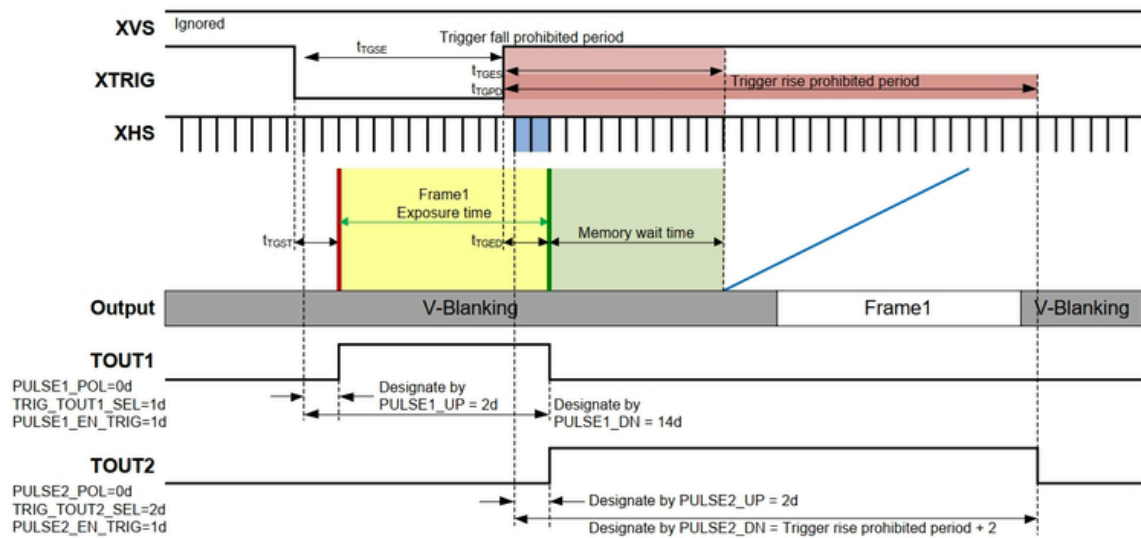 XVS
Ignored
tTGSE
Trigger fall prohibited period
XTRIG
tTGES
tTGPD
Trigger rise prohibited period
XHS
Frame1
Exposure time
tTGST
tTGED
Memory wait time
Output
V-Blanking
Frame1
V-Blanking
TOUT1
PULSE1_POL=0d
TRIG_TOUT1_SEL=1d
PULSE1_EN_TRIG=1d
Designate by
PULSE1_UP = 2d
Designate by
PULSE1_DN = 14d
TOUT2
PULSE2_POL=0d
TRIG_TOUT2_SEL=2d
PULSE2_EN_TRIG=1d
Designate by PULSE2_UP = 2d
Designate by PULSE2_DN = Trigger rise prohibited period + 2